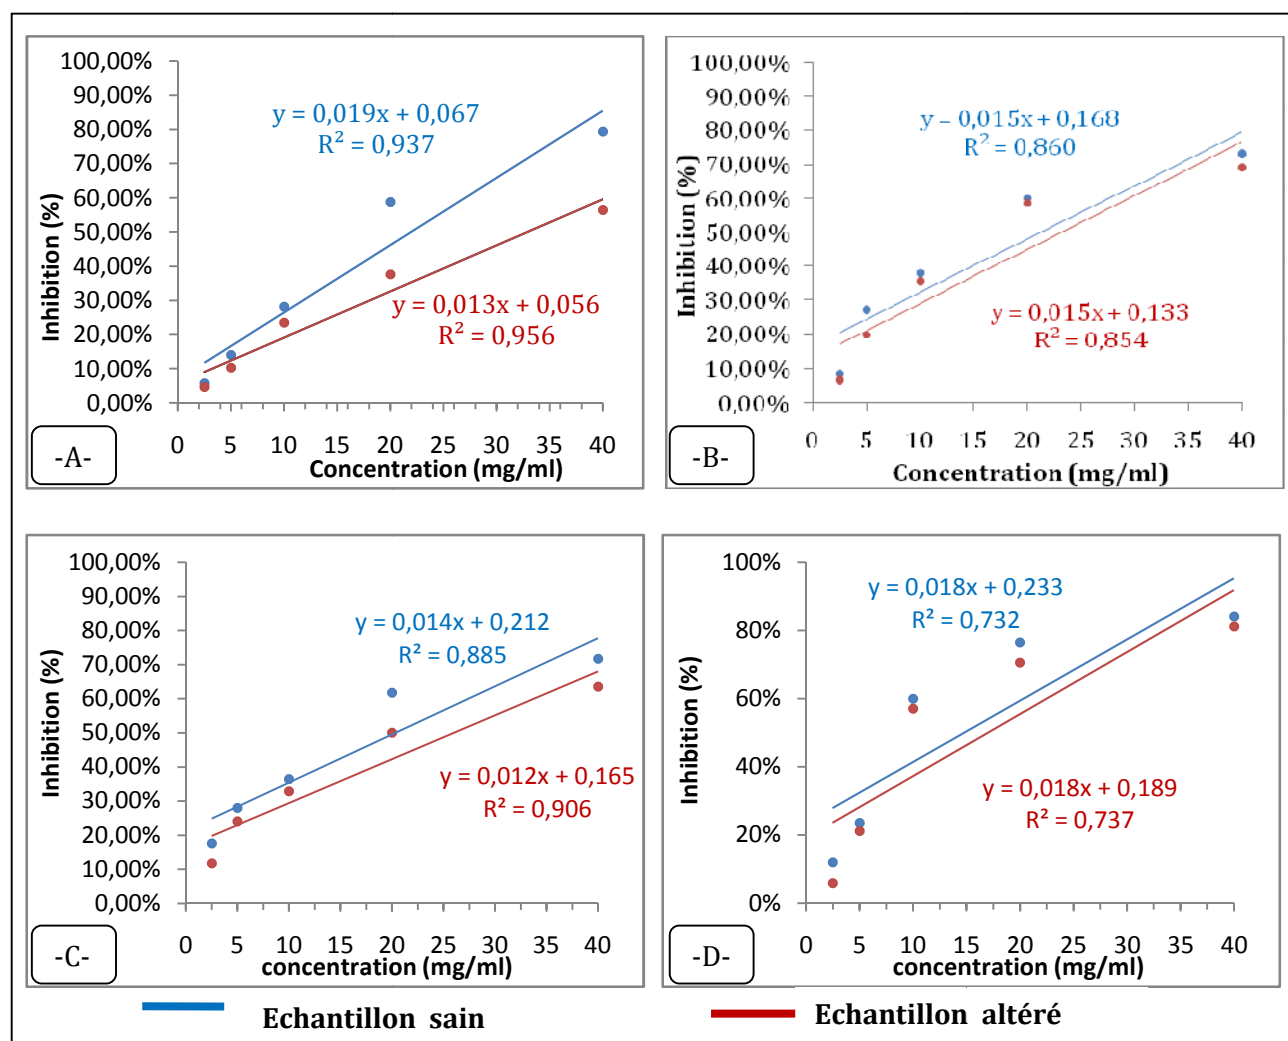 100,00%
90,00%
80,00%
70,00%
60,00%
50,00%
40,00%
30,00%
20,00%
10,00%
0,00%
Inhibition (%)
y = 0,019x + 0,067
R² = 0,937
y = 0,013x + 0,056
R² = 0,956
0 5 10 15 20 25 30 35 40
Concentration (mg/ml)
-A-
100,00%
90,00%
80,00%
70,00%
60,00%
50,00%
40,00%
30,00%
20,00%
10,00%
0,00%
Inhibition (%)
y = 0,015x + 0,168
R² = 0,860
y = 0,015x + 0,133
R² = 0,854
0 5 10 15 20 25 30 35 40
Concentration (mg/ml)
-B-
100,00%
90,00%
80,00%
70,00%
60,00%
50,00%
40,00%
30,00%
20,00%
10,00%
0,00%
Inhibition (%)
y = 0,014x + 0,212
R² = 0,885
y = 0,012x + 0,165
R² = 0,906
0 5 10 15 20 25 30 35 40
concentration (mg/ml)
-C-
100%
80%
60%
40%
20%
0%
Inhibition (%)
y = 0,018x + 0,233
R² = 0,732
y = 0,018x + 0,189
R² = 0,737
0 5 10 15 20 25 30 35 40
concentration (mg/ml)
-D-
Echantillon sain
Echantillon altéré